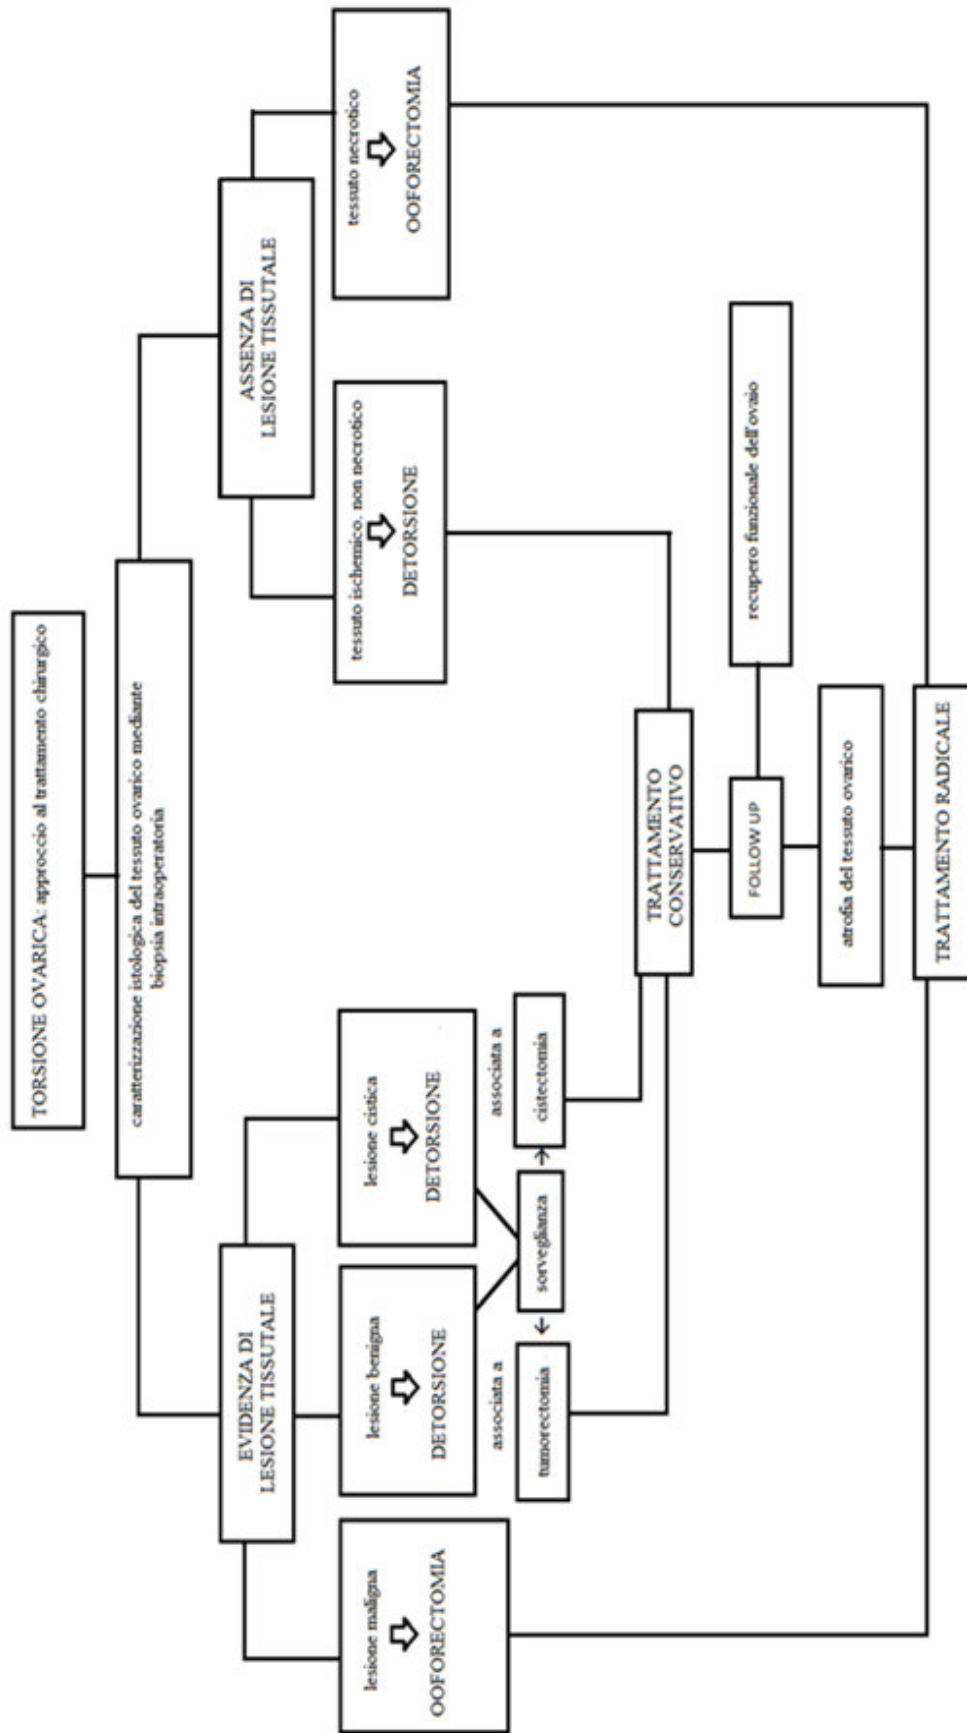 TORSIONE OVARICA: approccio al trattamento chirurgico
caratterizzazione istologica del tessuto ovarico mediante
biopsia intraoperatoria
EVIDENZA DI
LESIONE TISSUTALE
ASSENZA DI
LESIONE TISSUTALE
lesione maligna
OOFORECTOMIA
lesione benigna
DETORSIONE
lesione cistica
DETORSIONE
tessuto ischemico. non necrotico
DETORSIONE
tessuto necrotico
OOFORECTOMIA
associata a
tumorectomia
← sorveglianza →
associata a
cistectomia
TRATTAMENTO
CONSERVATIVO
FOLLOW UP
recupero funzionale dell'ovaio
atrofia del tessuto ovarico
TRATTAMENTO RADICALE